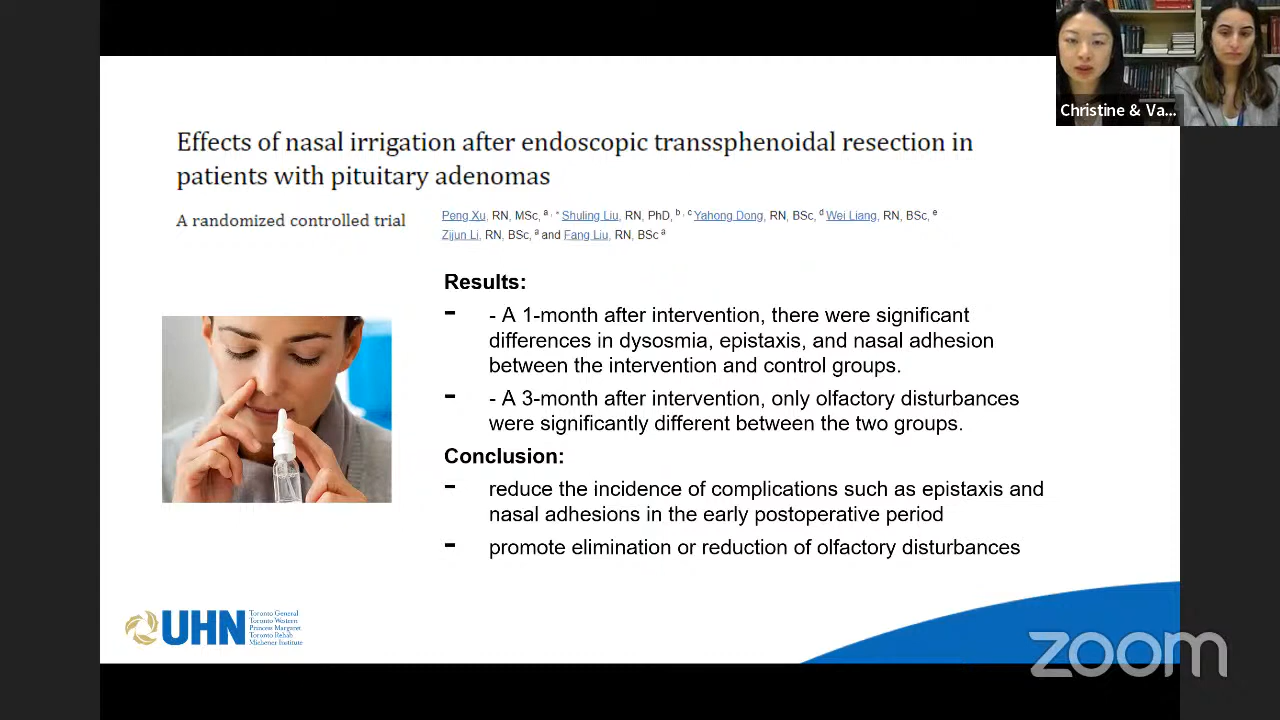 Christine & Va...
Effects of nasal irrigation after endoscopic transsphenoidal resection in
patients with pituitary adenomas
A randomized controlled trial
Peng Xu, RN, MSc, a, * Shuling Liu, RN, PhD, b, c Yahong Dong, RN, BSc, d Wei Liang, RN, BSc, e
Zijun Li, RN, BSc, a and Fang Liu, RN, BSc a
Results:
- - A 1-month after intervention, there were significant
differences in dysosmia, epistaxis, and nasal adhesion
between the intervention and control groups.
- - A 3-month after intervention, only olfactory disturbances
were significantly different between the two groups.
Conclusion:
- reduce the incidence of complications such as epistaxis and
nasal adhesions in the early postoperative period
- promote elimination or reduction of olfactory disturbances
UHN
Toronto General
Toronto Western
Princess Margaret
Toronto Rehab
Michener Institute
zoom